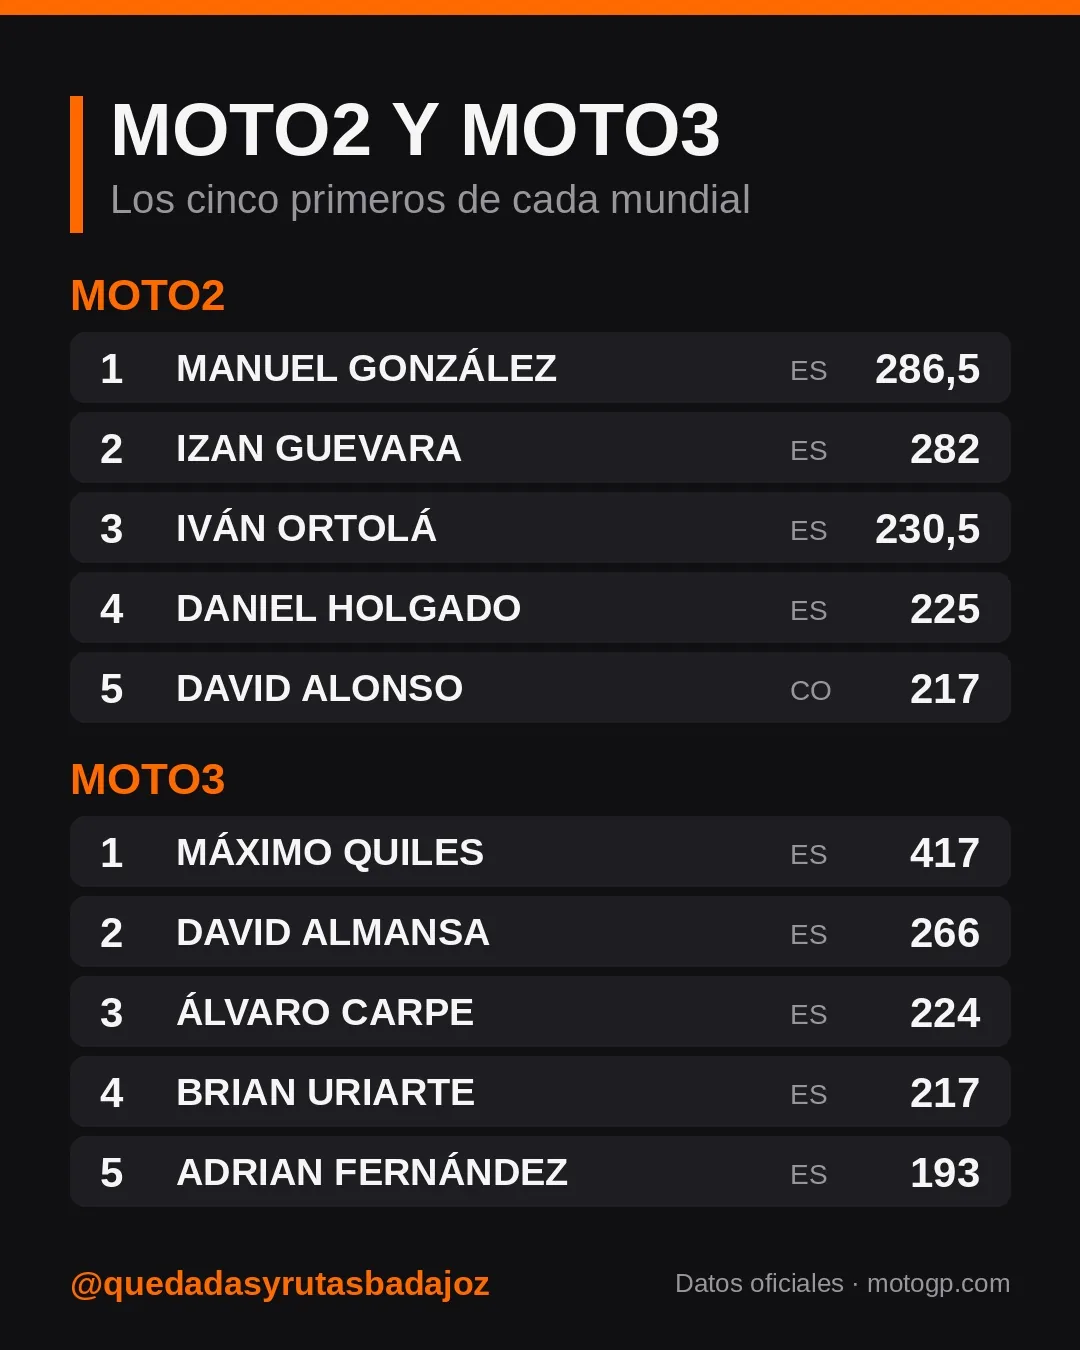 MOTO2 Y MOTO3
Los cinco primeros de cada mundial
MOTO2
1 MANUEL GONZÁLEZ ES 286,5
2 IZAN GUEVARA ES 282
3 IVÁN ORTOLÁ ES 230,5
4 DANIEL HOLGADO ES 225
5 DAVID ALONSO CO 217
MOTO3
1 MÁXIMO QUILES ES 417
2 DAVID ALMANSA ES 266
3 ÁLVARO CARPE ES 224
4 BRIAN URIARTE ES 217
5 ADRIAN FERNÁNDEZ ES 193
@quedadasyrutasbadajoz Datos oficiales · motogp.com